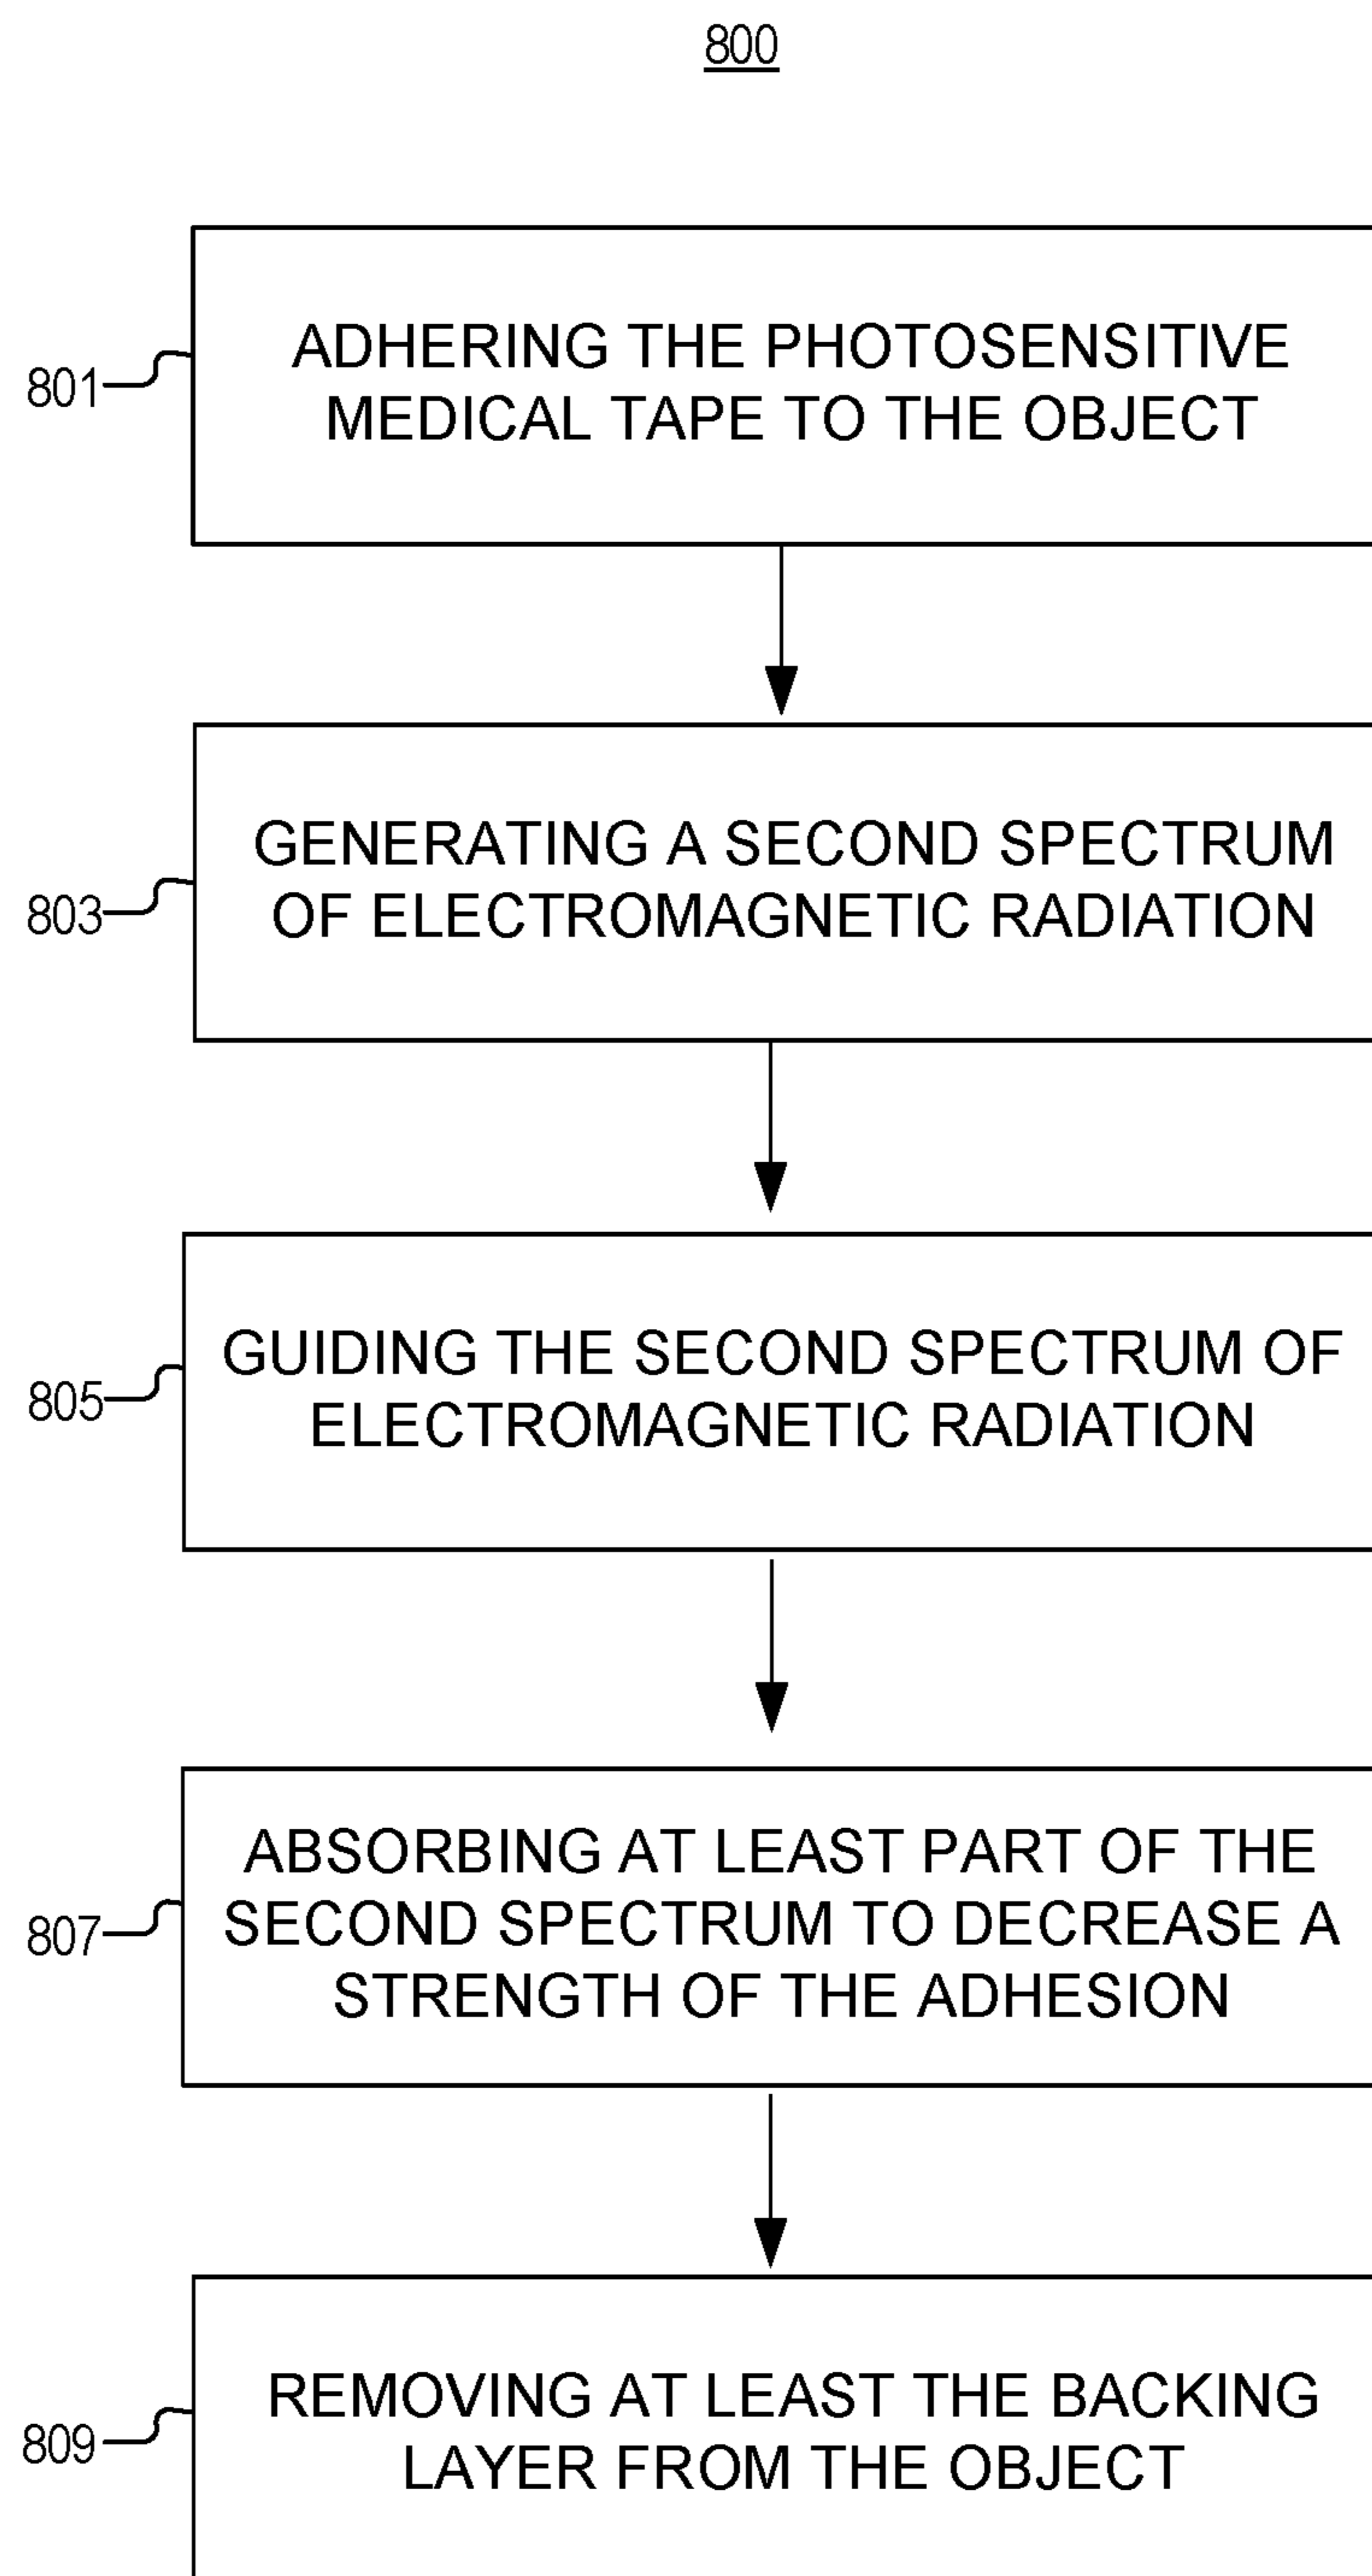 800
801
ADHERING THE PHOTOSENSITIVE
MEDICAL TAPE TO THE OBJECT
803
GENERATING A SECOND SPECTRUM
OF ELECTROMAGNETIC RADIATION
805
GUIDING THE SECOND SPECTRUM OF
ELECTROMAGNETIC RADIATION
807
ABSORBING AT LEAST PART OF THE
SECOND SPECTRUM TO DECREASE A
STRENGTH OF THE ADHESION
809
REMOVING AT LEAST THE BACKING
LAYER FROM THE OBJECT